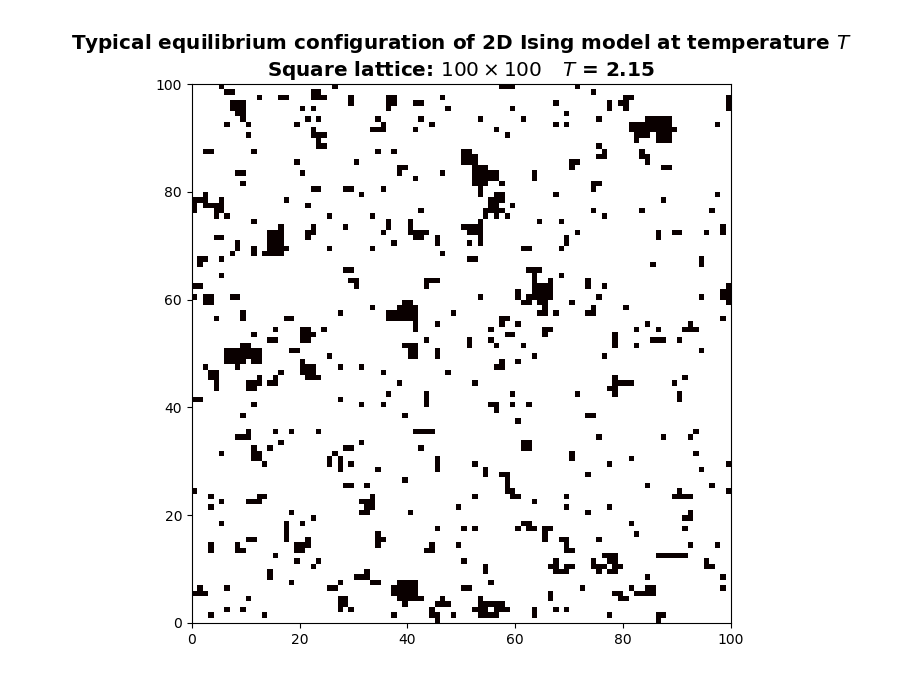 Typical equilibrium configuration of 2D Ising model at temperature T
Square lattice: 100 × 100 T = 2.15
100
80
60
40
20
0
0 20 40 60 80 100